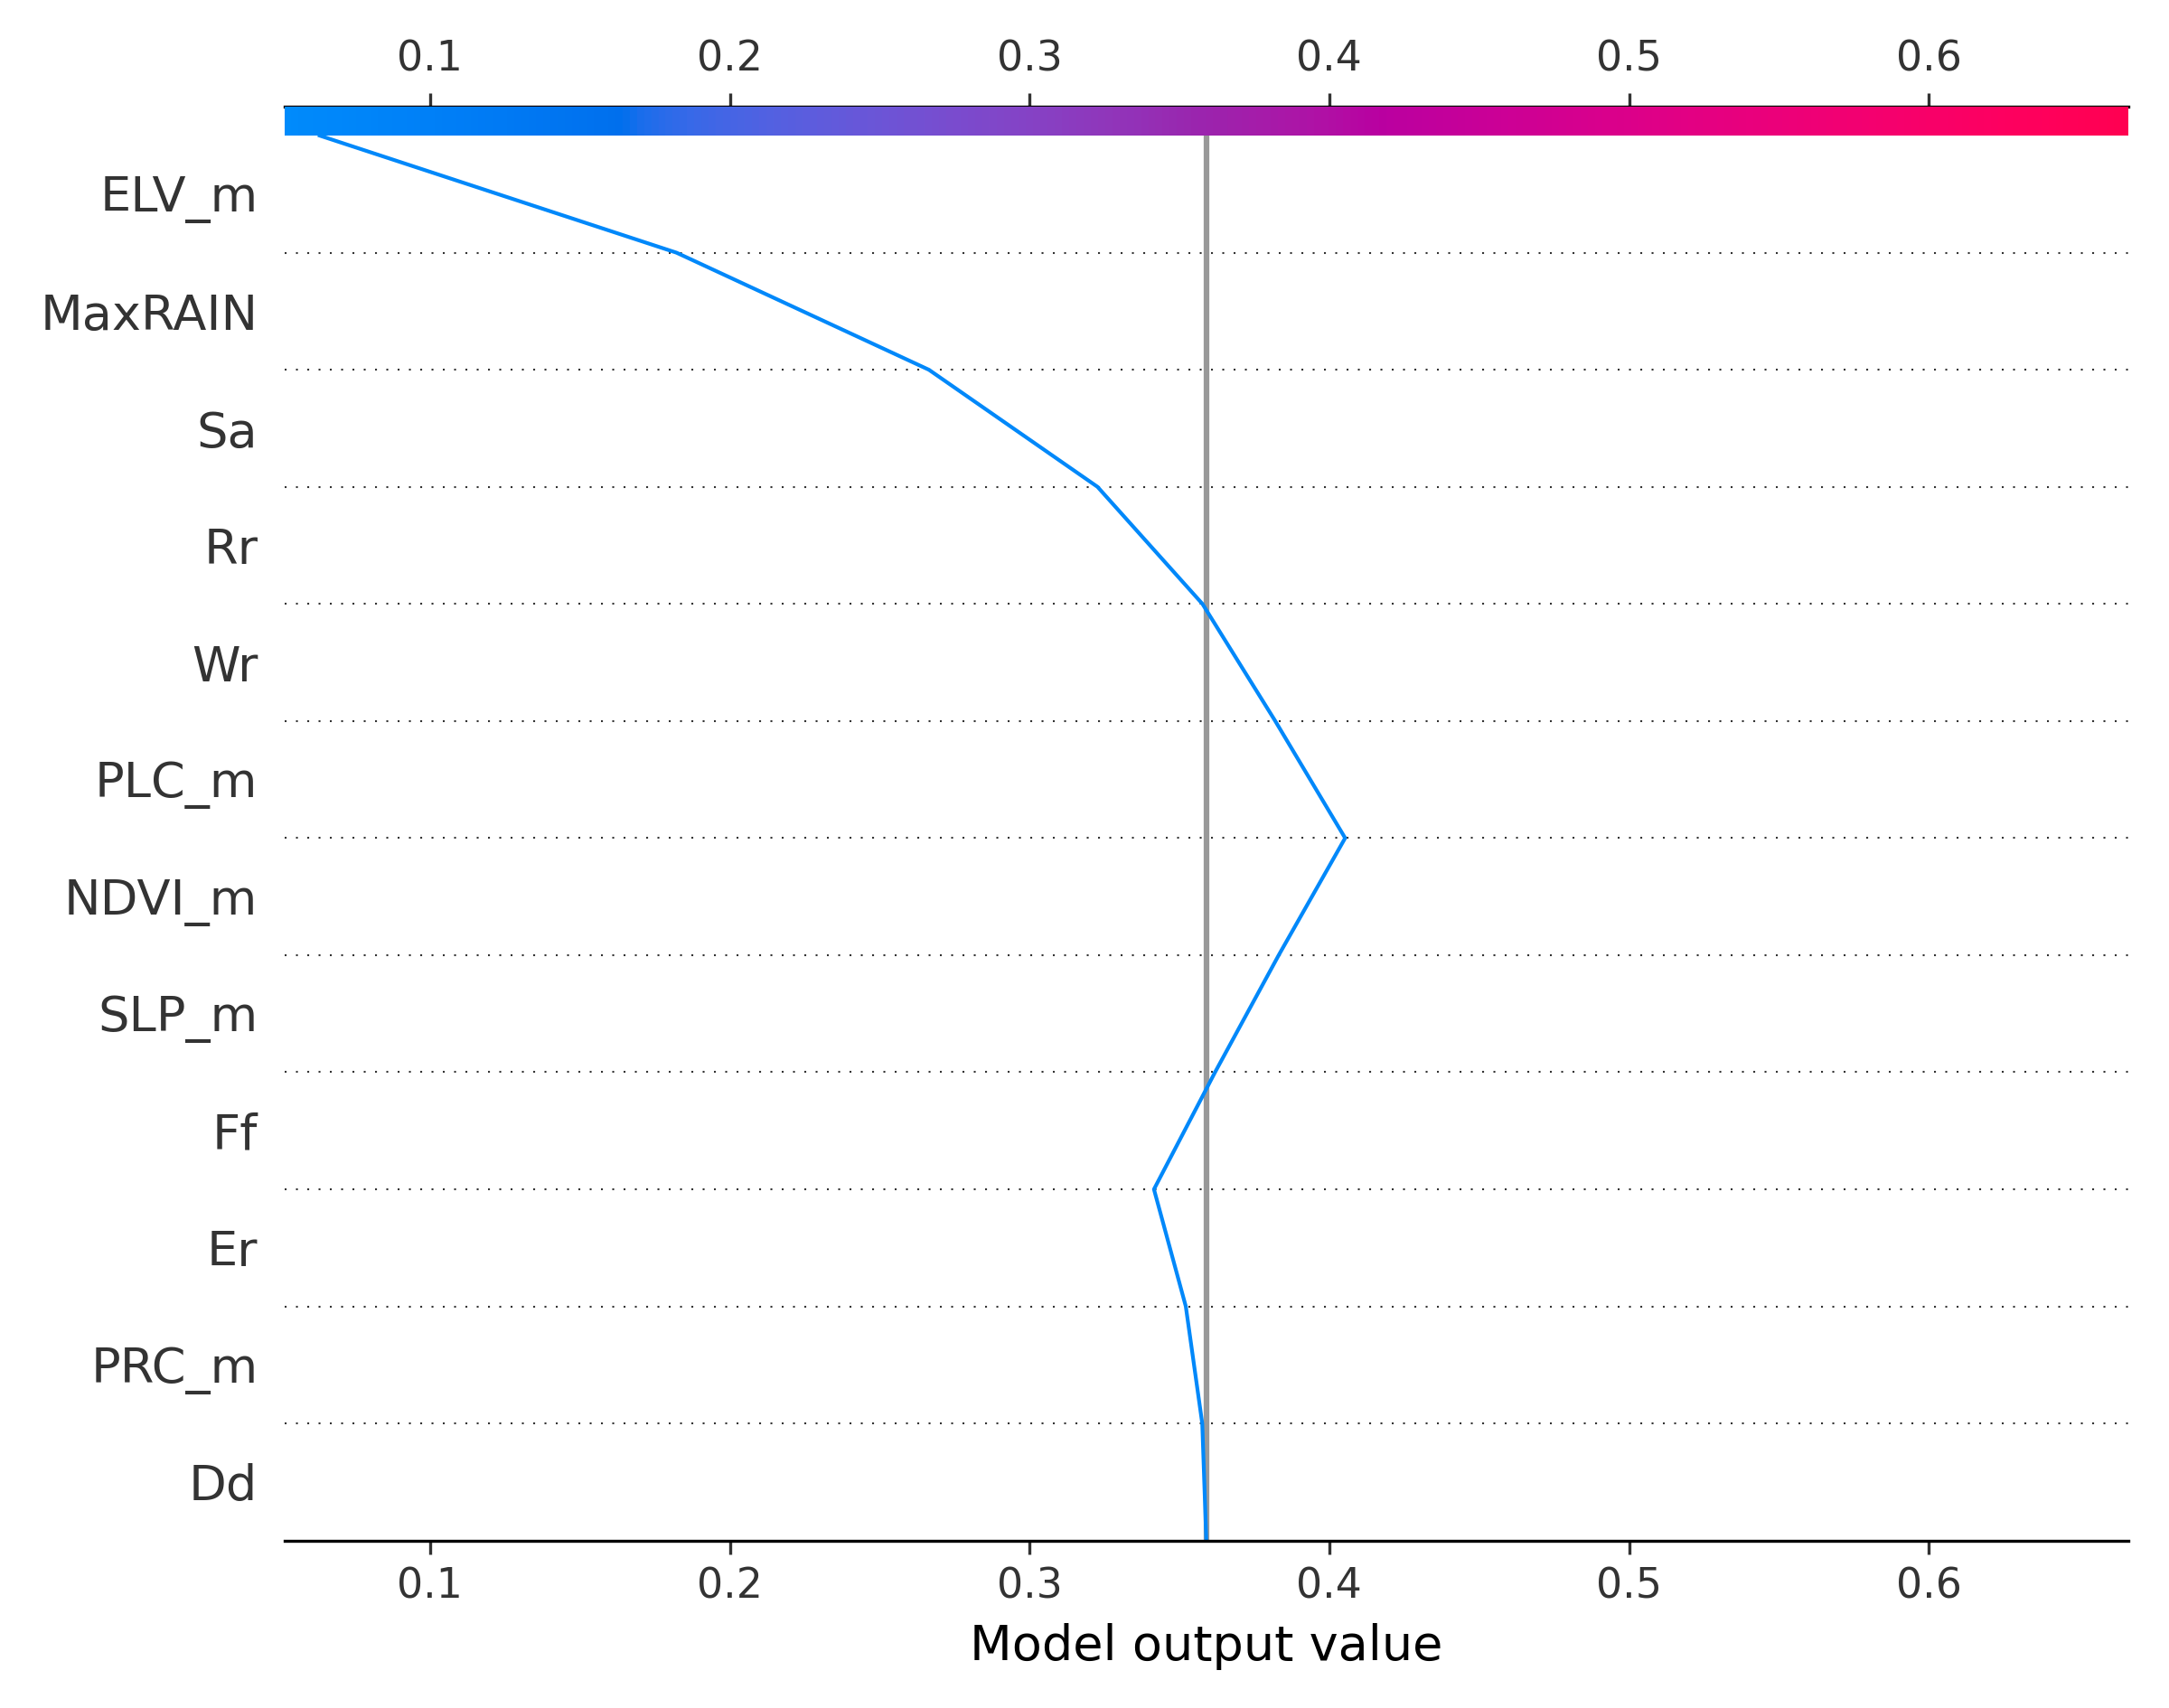 0.1 0.2 0.3 0.4 0.5 0.6
ELV_m
MaxRAIN
Sa
Rr
Wr
PLC_m
NDVI_m
SLP_m
Ff
Er
PRC_m
Dd
0.1 0.2 0.3 0.4 0.5 0.6
Model output value